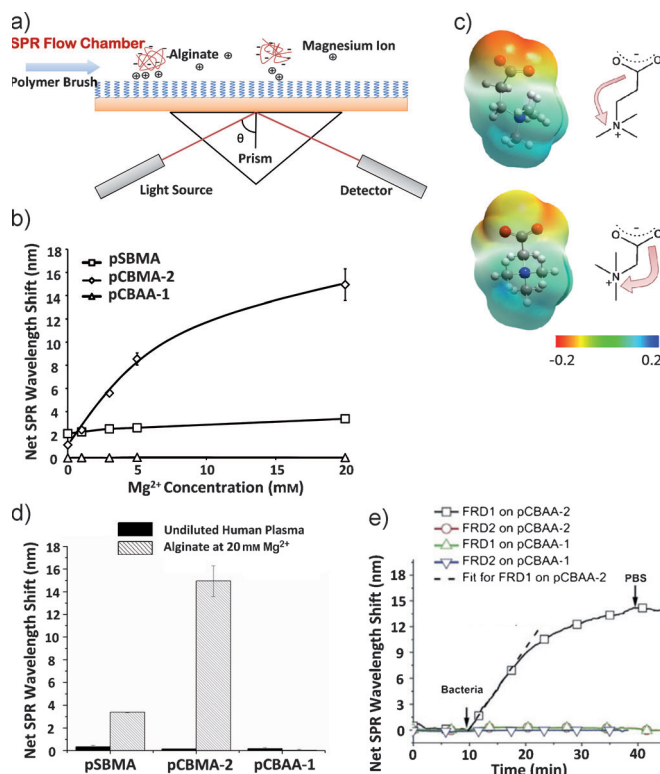 a)
SPR Flow Chamber
Alginate
Magnesium Ion
Polymer Brush
θ
Prism
Light Source
Detector
b)
Net SPR Wavelength Shift (nm)
18
16
14
12
10
8
6
4
2
0
pSBMA
pCBMA-2
pCBAA-1
0
5
10
15
20
Mg²⁺ Concentration (mM)
c)
O
O
N
+
O
O
N
+
-0.2
0.2
d)
Net SPR Wavelength Shift (nm)
18
16
14
12
10
8
6
4
2
0
Undiluted Human Plasma
Alginate at 20 mM Mg²⁺
pSBMA
pCBMA-2
pCBAA-1
e)
FRD1 on pCBAA-2
FRD2 on pCBAA-2
FRD1 on pCBAA-1
FRD2 on pCBAA-1
Fit for FRD1 on pCBAA-2
Net SPR Wavelength Shift (nm)
18
15
12
9
6
3
0
PBS
Bacteria
0
10
20
30
40
Time (min)